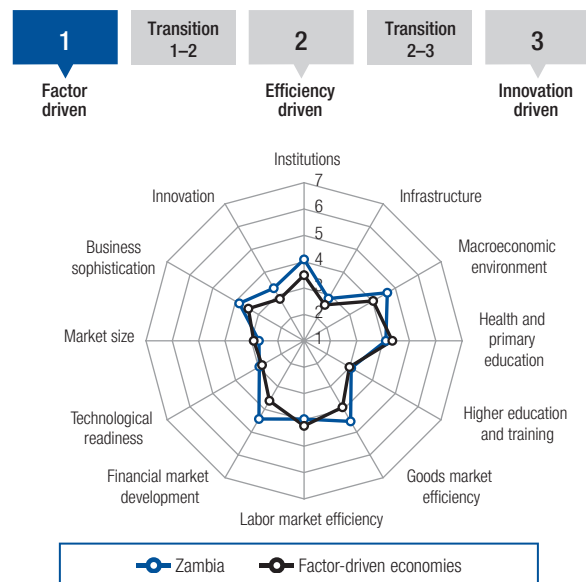 1
Transition
1–2
2
Transition
2–3
3
Factor
driven
Efficiency
driven
Innovation
driven
Institutions
Infrastructure
Macroeconomic
environment
Health and
primary
education
Higher education
and training
Goods market
efficiency
Labor market efficiency
Financial market
development
Technological
readiness
Market size
Business
sophistication
Innovation
7
6
5
4
3
2
1
Zambia
Factor-driven economies